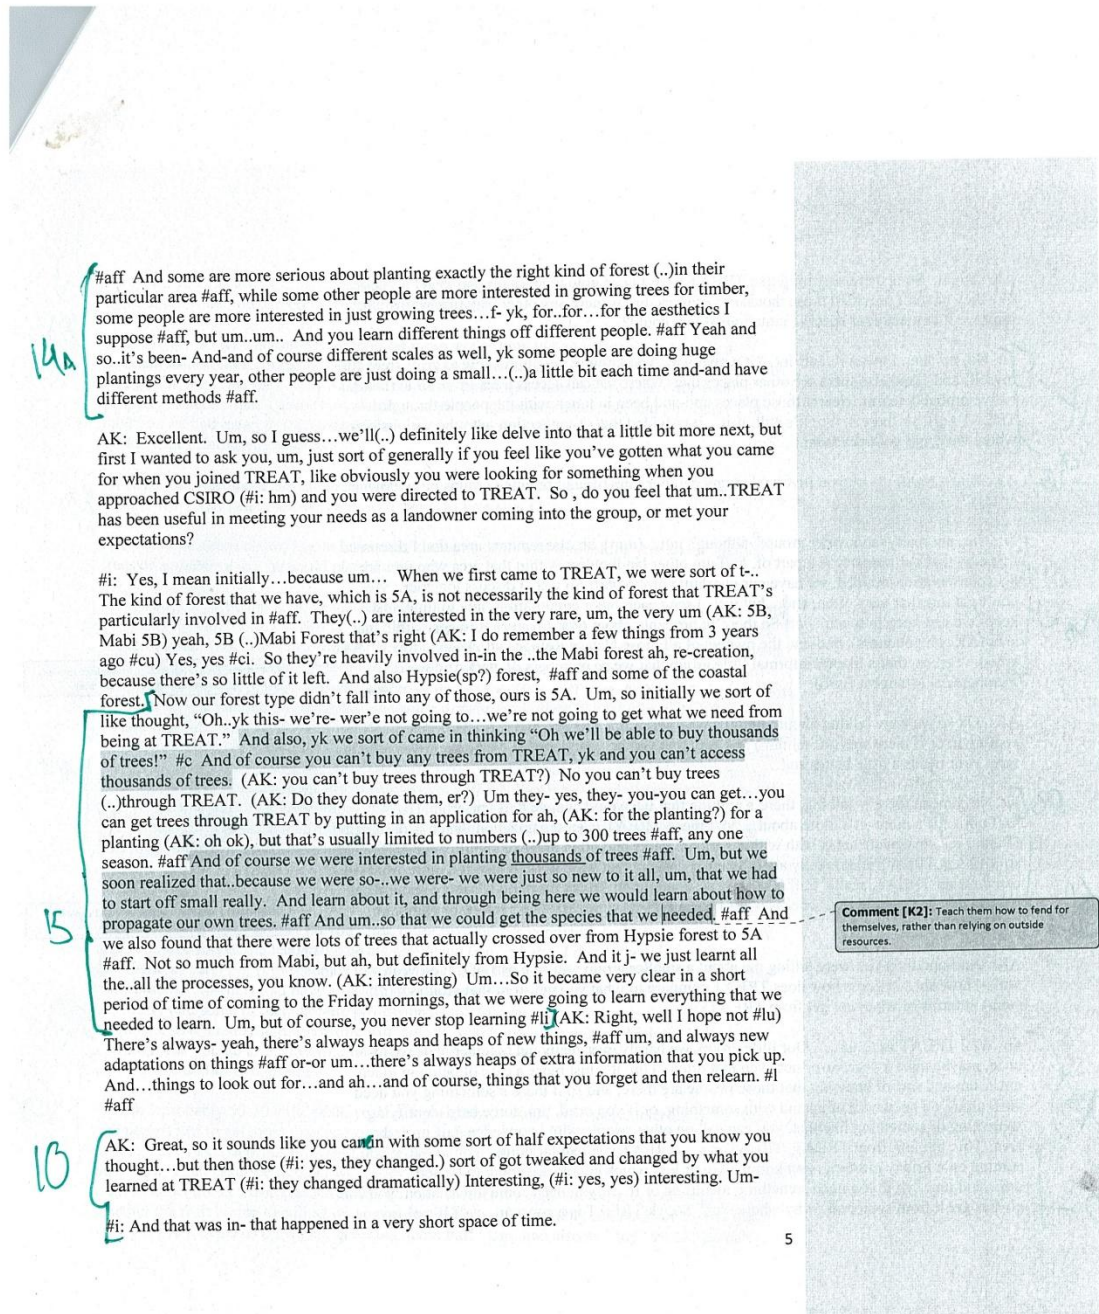 #aff And some are more serious about planting exactly the right kind of forest (..)in their
particular area #aff, while some other people are more interested in growing trees for timber,
some people are more interested in just growing trees…f- yk, for..for…for the aesthetics I
suppose #aff, but um..um.. And you learn different things off different people. #aff Yeah and
so..it's been- And-and of course different scales as well, yk some people are doing huge
plantings every year, other people are just doing a small…(..)a little bit each time and-and have
different methods #aff.
14A
AK: Excellent. Um, so I guess…we'll(..) definitely like delve into that a little bit more next, but
first I wanted to ask you, um, just sort of generally if you feel like you've gotten what you came
for when you joined TREAT, like obviously you were looking for something when you
approached CSIRO (#i: hm) and you were directed to TREAT. So , do you feel that um..TREAT
has been useful in meeting your needs as a landowner coming into the group, or met your
expectations?
#i: Yes, I mean initially…because um… When we first came to TREAT, we were sort of t-..
The kind of forest that we have, which is 5A, is not necessarily the kind of forest that TREAT's
particularly involved in #aff. They(..) are interested in the very rare, um, the very um (AK: 5B,
Mabi 5B) yeah, 5B (..)Mabi Forest that's right (AK: I do remember a few things from 3 years
ago #cu) Yes, yes #ci. So they're heavily involved in-in the ..the Mabi forest ah, re-creation,
because there's so little of it left. And also Hypsie(sp?) forest, #aff and some of the coastal
forest. Now our forest type didn't fall into any of those, ours is 5A. Um, so initially we sort of
like thought, "Oh..yk this- we're- wer'e not going to…we're not going to get what we need from
being at TREAT." And also, yk we sort of came in thinking "Oh we'll be able to buy thousands
of trees!" #c And of course you can't buy any trees from TREAT, yk and you can't access
thousands of trees. (AK: you can't buy trees through TREAT?) No you can't buy trees
(..)through TREAT. (AK: Do they donate them, er?) Um they- yes, they- you-you can get…you
can get trees through TREAT by putting in an application for ah, (AK: for the planting?) for a
planting (AK: oh ok), but that's usually limited to numbers (..)up to 300 trees #aff, any one
season. #aff And of course we were interested in planting thousands of trees #aff. Um, but we
soon realized that..because we were so-..we were- we were just so new to it all, um, that we had
to start off small really. And learn about it, and through being here we would learn about how to
propagate our own trees. #aff And um..so that we could get the species that we needed. #aff And
we also found that there were lots of trees that actually crossed over from Hypsie forest to 5A
#aff. Not so much from Mabi, but ah, but definitely from Hypsie. And it j- we just learnt all
the..all the processes, you know. (AK: interesting) Um…So it became very clear in a short
period of time of coming to the Friday mornings, that we were going to learn everything that we
needed to learn. Um, but of course, you never stop learning #li (AK: Right, well I hope not #lu)
There's always- yeah, there's always heaps and heaps of new things, #aff um, and always new
adaptations on things #aff or-or um…there's always heaps of extra information that you pick up.
And…things to look out for…and ah…and of course, things that you forget and then relearn. #l
#aff
15
Comment [K2]: Teach them how to fend for
themselves, rather than relying on outside
resources.
AK: Great, so it sounds like you in with some sort of half expectations that you know you
thought…but then those (#i: yes, they changed.) sort of got tweaked and changed by what you
learned at TREAT (#i: they changed dramatically) Interesting, (#i: yes, yes) interesting. Um-
#i: And that was in- that happened in a very short space of time.
5